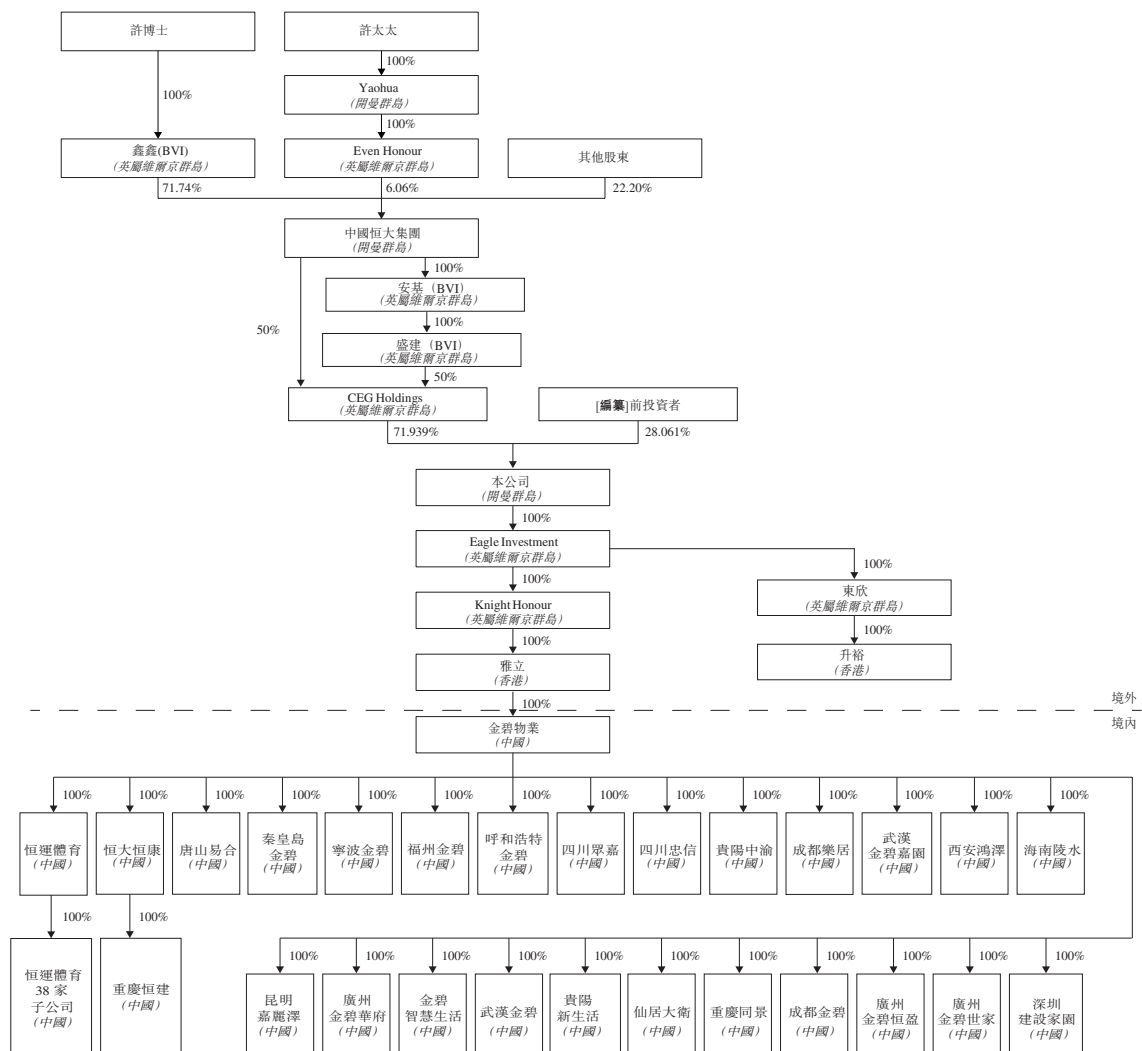 許博士
許太太
100%
100%
Yaohua
(開曼群島)
100%
鑫鑫(BVI)
(英屬維爾京群島)
Even Honour
(英屬維爾京群島)
其他股東
71.74%
6.06%
22.20%
中國恒大集團
(開曼群島)
100%
安基 (BVI)
(英屬維爾京群島)
50%
100%
盛建 (BVI)
(英屬維爾京群島)
50%
CEG Holdings
(英屬維爾京群島)
[編纂]前投資者
71.939%
28.061%
本公司
(開曼群島)
100%
Eagle Investment
(英屬維爾京群島)
100%
100%
Knight Honour
(英屬維爾京群島)
東欣
(英屬維爾京群島)
100%
100%
雅立
(香港)
升裕
(香港)
100%
境外
境內
金碧物業
(中國)
100%
100%
100%
100%
100%
100%
100%
100%
100%
100%
100%
100%
100%
100%
恒運體育
(中國)
恒大恒康
(中國)
唐山易合
(中國)
秦皇島
金碧
(中國)
寧波金碧
(中國)
福州金碧
(中國)
呼和浩特
金碧
(中國)
四川眾嘉
(中國)
四川忠信
(中國)
貴陽中渝
(中國)
成都樂居
(中國)
武漢
金碧嘉園
(中國)
西安鴻澤
(中國)
海南陵水
(中國)
100%
100%
恒運體育
38 家
子公司
(中國)
重慶恒建
(中國)
100%
100%
100%
100%
100%
100%
100%
100%
100%
100%
100%
昆明
嘉麗澤
(中國)
廣州
金碧華府
(中國)
金碧
智慧生活
(中國)
武漢金碧
(中國)
貴陽
新生活
(中國)
仙居大衛
(中國)
重慶同景
(中國)
成都金碧
(中國)
廣州
金碧恒盈
(中國)
廣州
金碧世家
(中國)
深圳
建設家園
(中國)